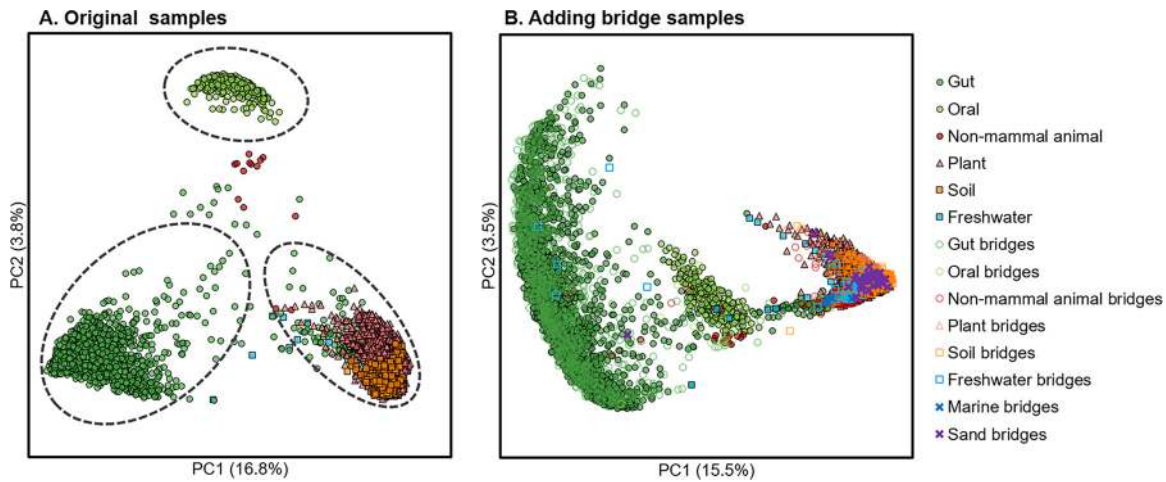 A. Original samples
B. Adding bridge samples
PC2 (3.8%)
PC1 (16.8%)
PC2 (3.5%)
PC1 (15.5%)
Gut
Oral
Non-mammal animal
Plant
Soil
Freshwater
Gut bridges
Oral bridges
Non-mammal animal bridges
Plant bridges
Soil bridges
Freshwater bridges
Marine bridges
Sand bridges